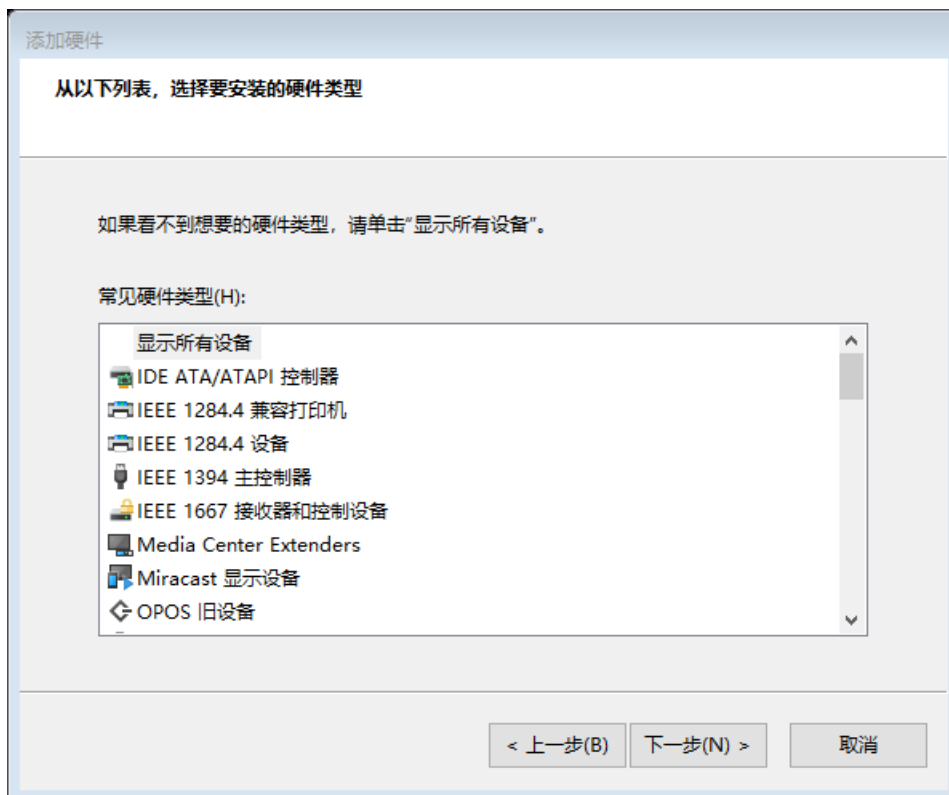 添加硬件
从以下列表，选择要安装的硬件类型
如果看不到想要的硬件类型，请单击“显示所有设备”。
常见硬件类型(H):
显示所有设备
IDE ATA/ATAPI 控制器
IEEE 1284.4 兼容打印机
IEEE 1284.4 设备
IEEE 1394 主控制器
IEEE 1667 接收器和控制设备
Media Center Extenders
Miracast 显示设备
OPOS 旧设备
< 上一步(B) 下一步(N) > 取消